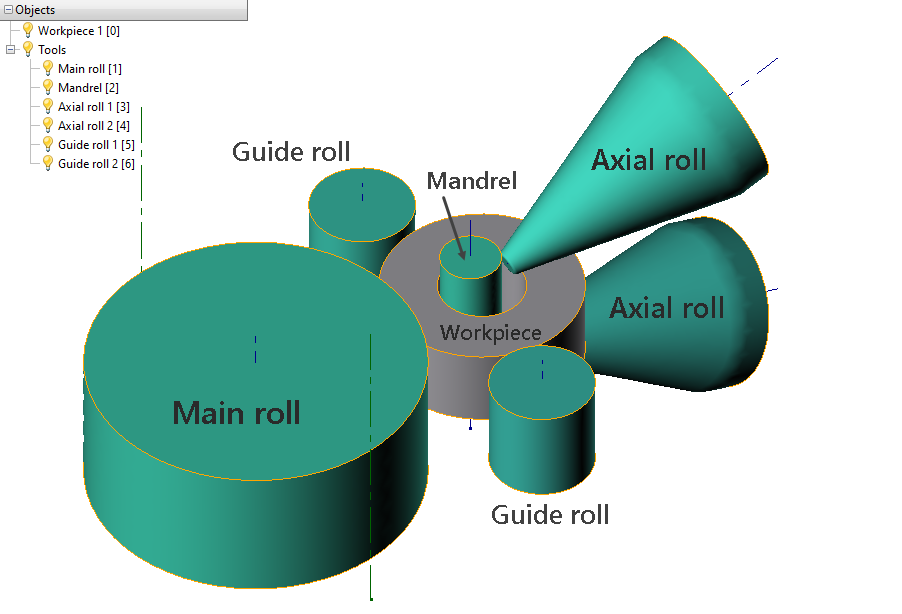 Objects
Workpiece 1 [0]
Tools
Main roll [1]
Mandrel [2]
Axial roll 1 [3]
Axial roll 2 [4]
Guide roll 1 [5]
Guide roll 2 [6]
Guide roll
Mandrel
Axial roll
Axial roll
Workpiece
Main roll
Guide roll